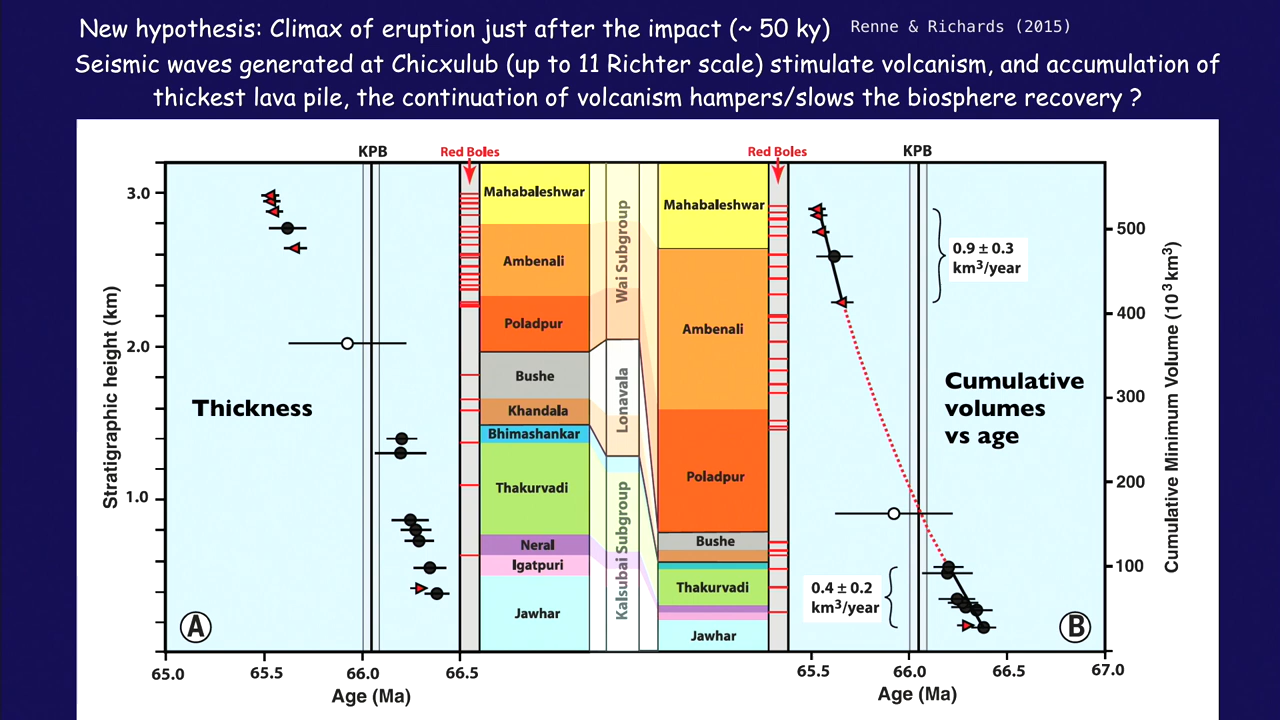 New hypothesis: Climax of eruption just after the impact (~ 50 ky) Renne & Richards (2015)
Seismic waves generated at Chicxulub (up to 11 Richter scale) stimulate volcanism, and accumulation of
thickest lava pile, the continuation of volcanism hampers/slows the biosphere recovery ?
KPB
Red Boles
Red Boles
KPB
Stratigraphic height (km)
3.0
2.0
1.0
Thickness
A
65.0
65.5
66.0
66.5
Age (Ma)
Mahabaleshwar
Ambenali
Poladpur
Bushe
Khandala
Bhimashankar
Thakurvadi
Neral
Igatpuri
Jawhar
Wai Subgroup
Lonavala
Kalsubai Subgroup
Mahabaleshwar
Ambenali
Poladpur
Bushe
Thakurvadi
Jawhar
0.9 ± 0.3
km³/year
Cumulative
volumes
vs age
0.4 ± 0.2
km³/year
B
500
400
300
200
100
Cumulative Minimum Volume (10³ km³)
65.5
66.0
66.5
67.0
Age (Ma)